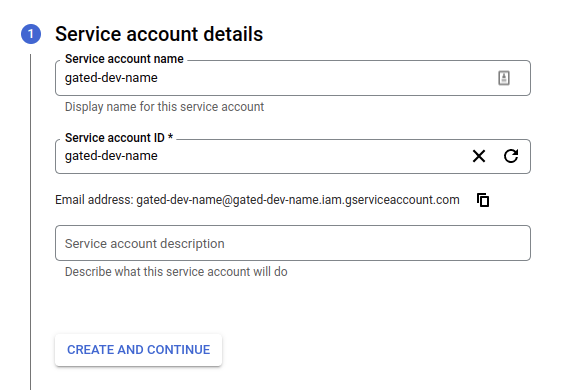 1 Service account details
Service account name
gated-dev-name
Display name for this service account
Service account ID *
gated-dev-name
Email address: gated-dev-name@gated-dev-name.iam.gserviceaccount.com
Service account description
Describe what this service account will do
CREATE AND CONTINUE